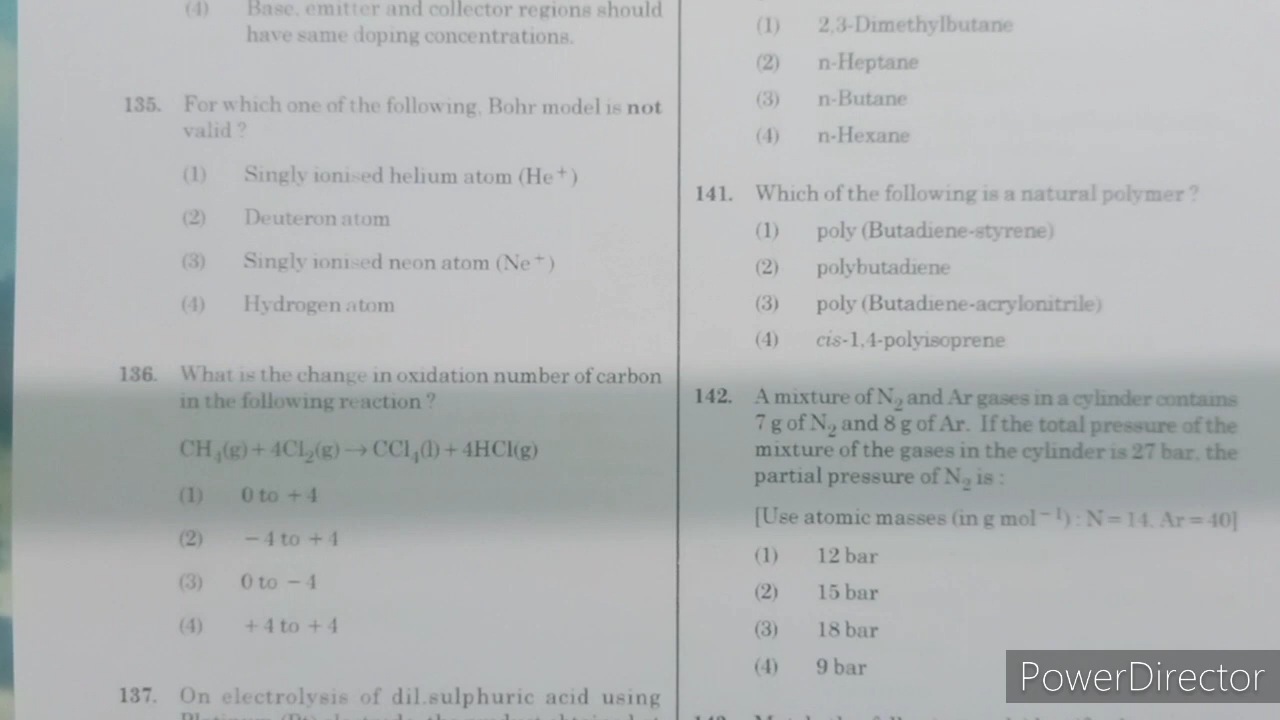 (4) Base, emitter and collector regions should
have same doping concentrations.
135. For which one of the following, Bohr model is not
valid ?
(1) Singly ionised helium atom (He⁺)
(2) Deuteron atom
(3) Singly ionised neon atom (Ne⁺)
(4) Hydrogen atom
136. What is the change in oxidation number of carbon
in the following reaction ?
CH₄(g) + 4Cl₂(g) → CCl₄(l) + 4HCl(g)
(1) 0 to + 4
(2) − 4 to + 4
(3) 0 to − 4
(4) + 4 to + 4
137. On electrolysis of dil.sulphuric acid using
(1) 2,3-Dimethylbutane
(2) n-Heptane
(3) n-Butane
(4) n-Hexane
141. Which of the following is a natural polymer ?
(1) poly (Butadiene-styrene)
(2) polybutadiene
(3) poly (Butadiene-acrylonitrile)
(4) cis-1,4-polyisoprene
142. A mixture of N₂ and Ar gases in a cylinder contains
7 g of N₂ and 8 g of Ar. If the total pressure of the
mixture of the gases in the cylinder is 27 bar, the
partial pressure of N₂ is :
[Use atomic masses (in g mol⁻¹) : N = 14, Ar = 40]
(1) 12 bar
(2) 15 bar
(3) 18 bar
(4) 9 bar
PowerDirector